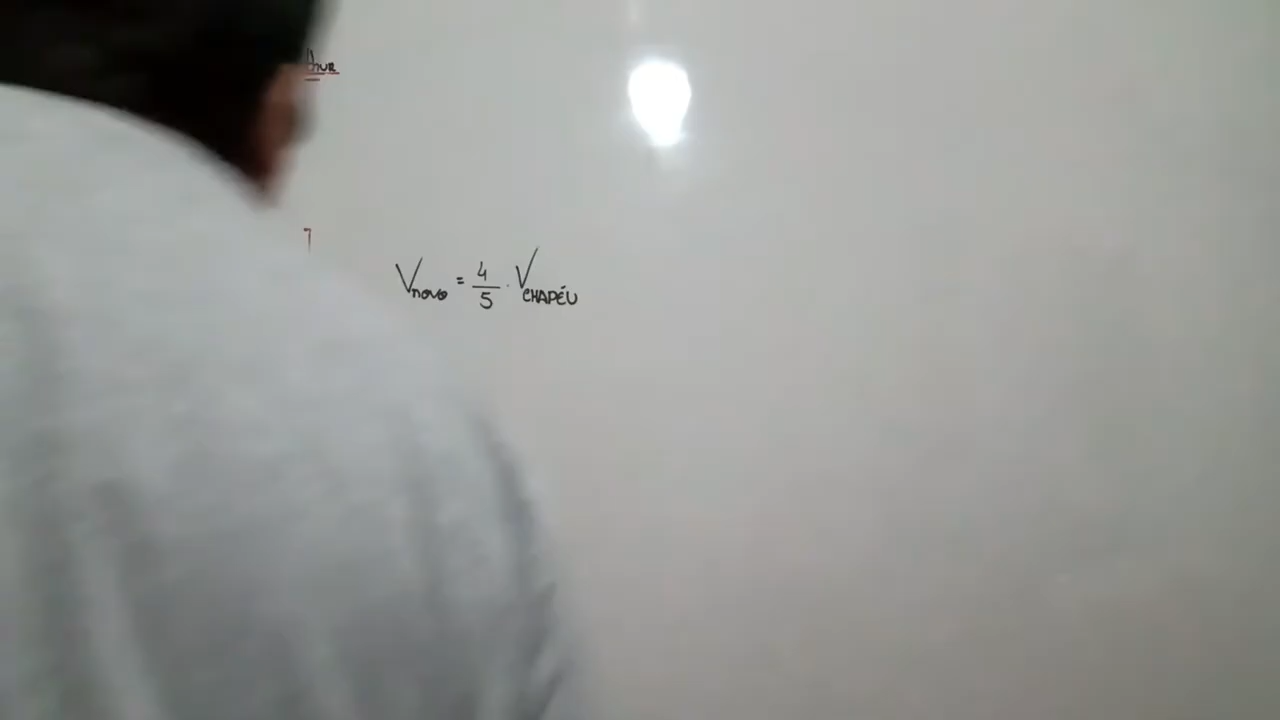 V novo = 4/5 . V CHAPÉU